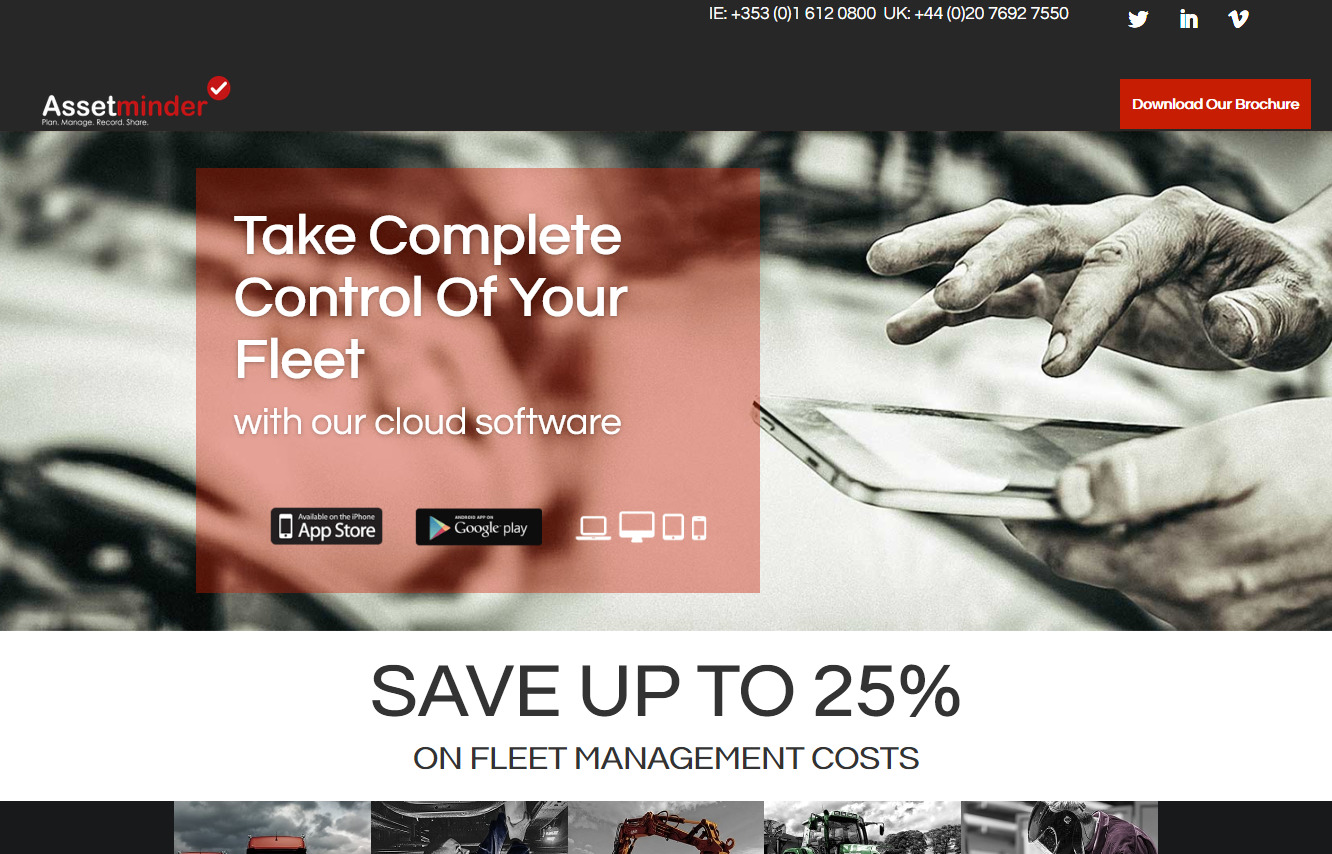 IE: +353 (0)1 612 0800 UK: +44 (0)20 7692 7550
Assetminder
Plan. Manage. Record. Share.
Download Our Brochure
Take Complete
Control Of Your
Fleet
with our cloud software
Available on the iPhone
App Store
ANDROID APP ON
Google play
SAVE UP TO 25%
ON FLEET MANAGEMENT COSTS